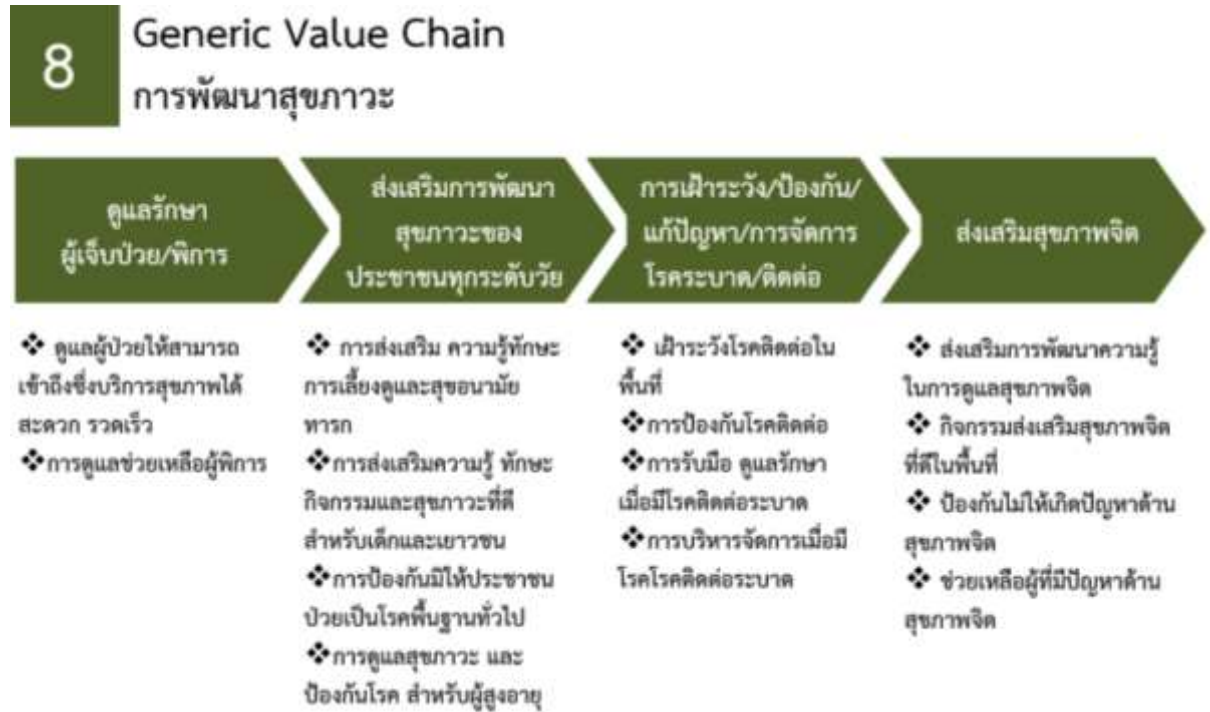 8
Generic Value Chain
การพัฒนาสุขภาวะ
ดูแลรักษา
ผู้เจ็บป่วย/พิการ
ส่งเสริมการพัฒนา
สุขภาวะของ
ประชาชนทุกระดับวัย
การเฝ้าระวัง/ป้องกัน/
แก้ปัญหา/การจัดการ
โรคระบาด/ติดต่อ
ส่งเสริมสุขภาพจิต
❖ ดูแลผู้ป่วยให้สามารถ
เข้าถึงซึ่งบริการสุขภาพได้
สะดวก รวดเร็ว
❖การดูแลช่วยเหลือผู้พิการ
❖ การส่งเสริม ความรู้ทักษะ
การเลี้ยงดูและสุขอนามัย
ทารก
❖การส่งเสริมความรู้ ทักษะ
กิจกรรมและสุขภาวะที่ดี
สำหรับเด็กและเยาวชน
❖การป้องกันมิให้ประชาชน
ป่วยเป็นโรคพื้นฐานทั่วไป
❖การดูแลสุขภาวะ และ
ป้องกันโรค สำหรับผู้สูงอายุ
❖ เฝ้าระวังโรคติดต่อใน
พื้นที่
❖การป้องกันโรคติดต่อ
❖การรับมือ ดูแลรักษา
เมื่อมีโรคติดต่อระบาด
❖การบริหารจัดการเมื่อมี
โรคโรคติดต่อระบาด
❖ ส่งเสริมการพัฒนาความรู้
ในการดูแลสุขภาพจิต
❖ กิจกรรมส่งเสริมสุขภาพจิต
ที่ดีในพื้นที่
❖ ป้องกันไม่ให้เกิดปัญหาด้าน
สุขภาพจิต
❖ ช่วยเหลือผู้ที่มีปัญหาด้าน
สุขภาพจิต